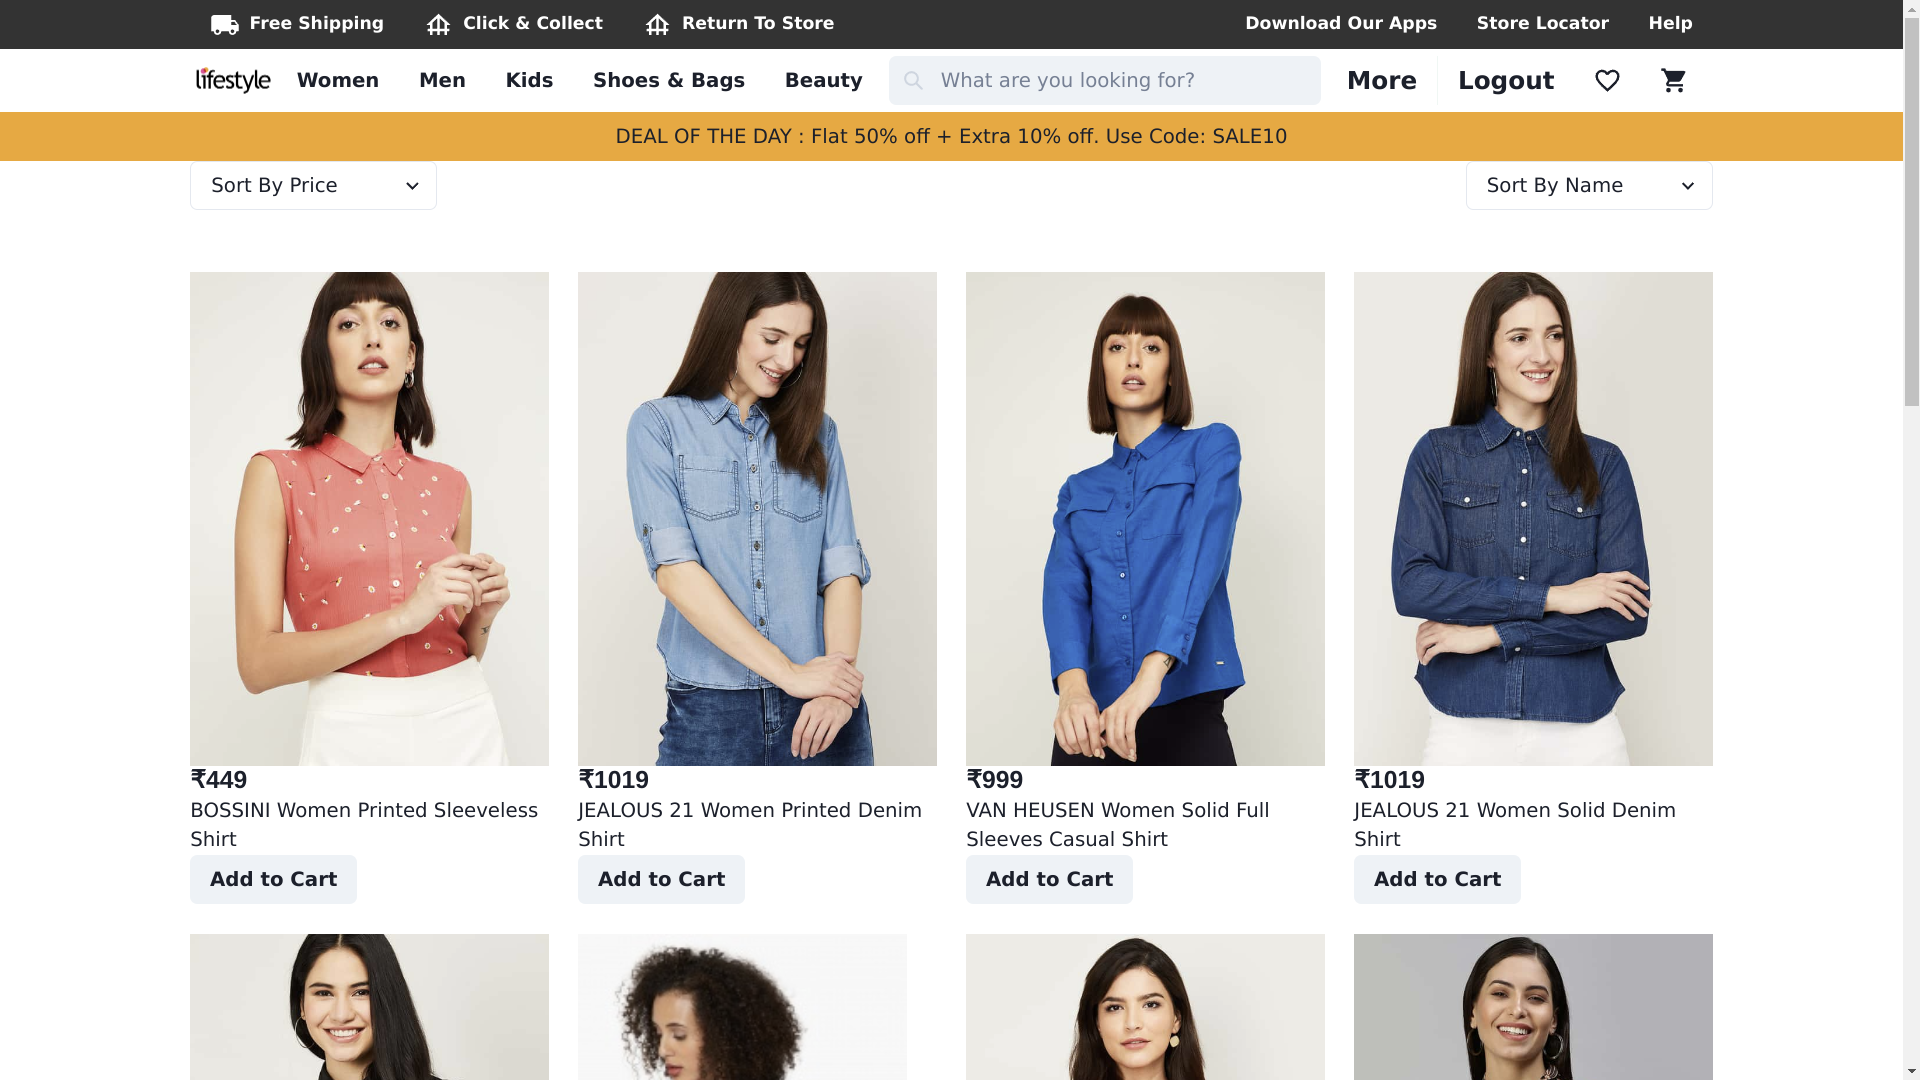 Free Shipping
Click & Collect
Return To Store
Download Our Apps
Store Locator
Help
lifestyle
Women
Men
Kids
Shoes & Bags
Beauty
What are you looking for?
More
Logout
DEAL OF THE DAY : Flat 50% off + Extra 10% off. Use Code: SALE10
Sort By Price
Sort By Name
₹449
BOSSINI Women Printed Sleeveless
Shirt
Add to Cart
₹1019
JEALOUS 21 Women Printed Denim
Shirt
Add to Cart
₹999
VAN HEUSEN Women Solid Full
Sleeves Casual Shirt
Add to Cart
₹1019
JEALOUS 21 Women Solid Denim
Shirt
Add to Cart